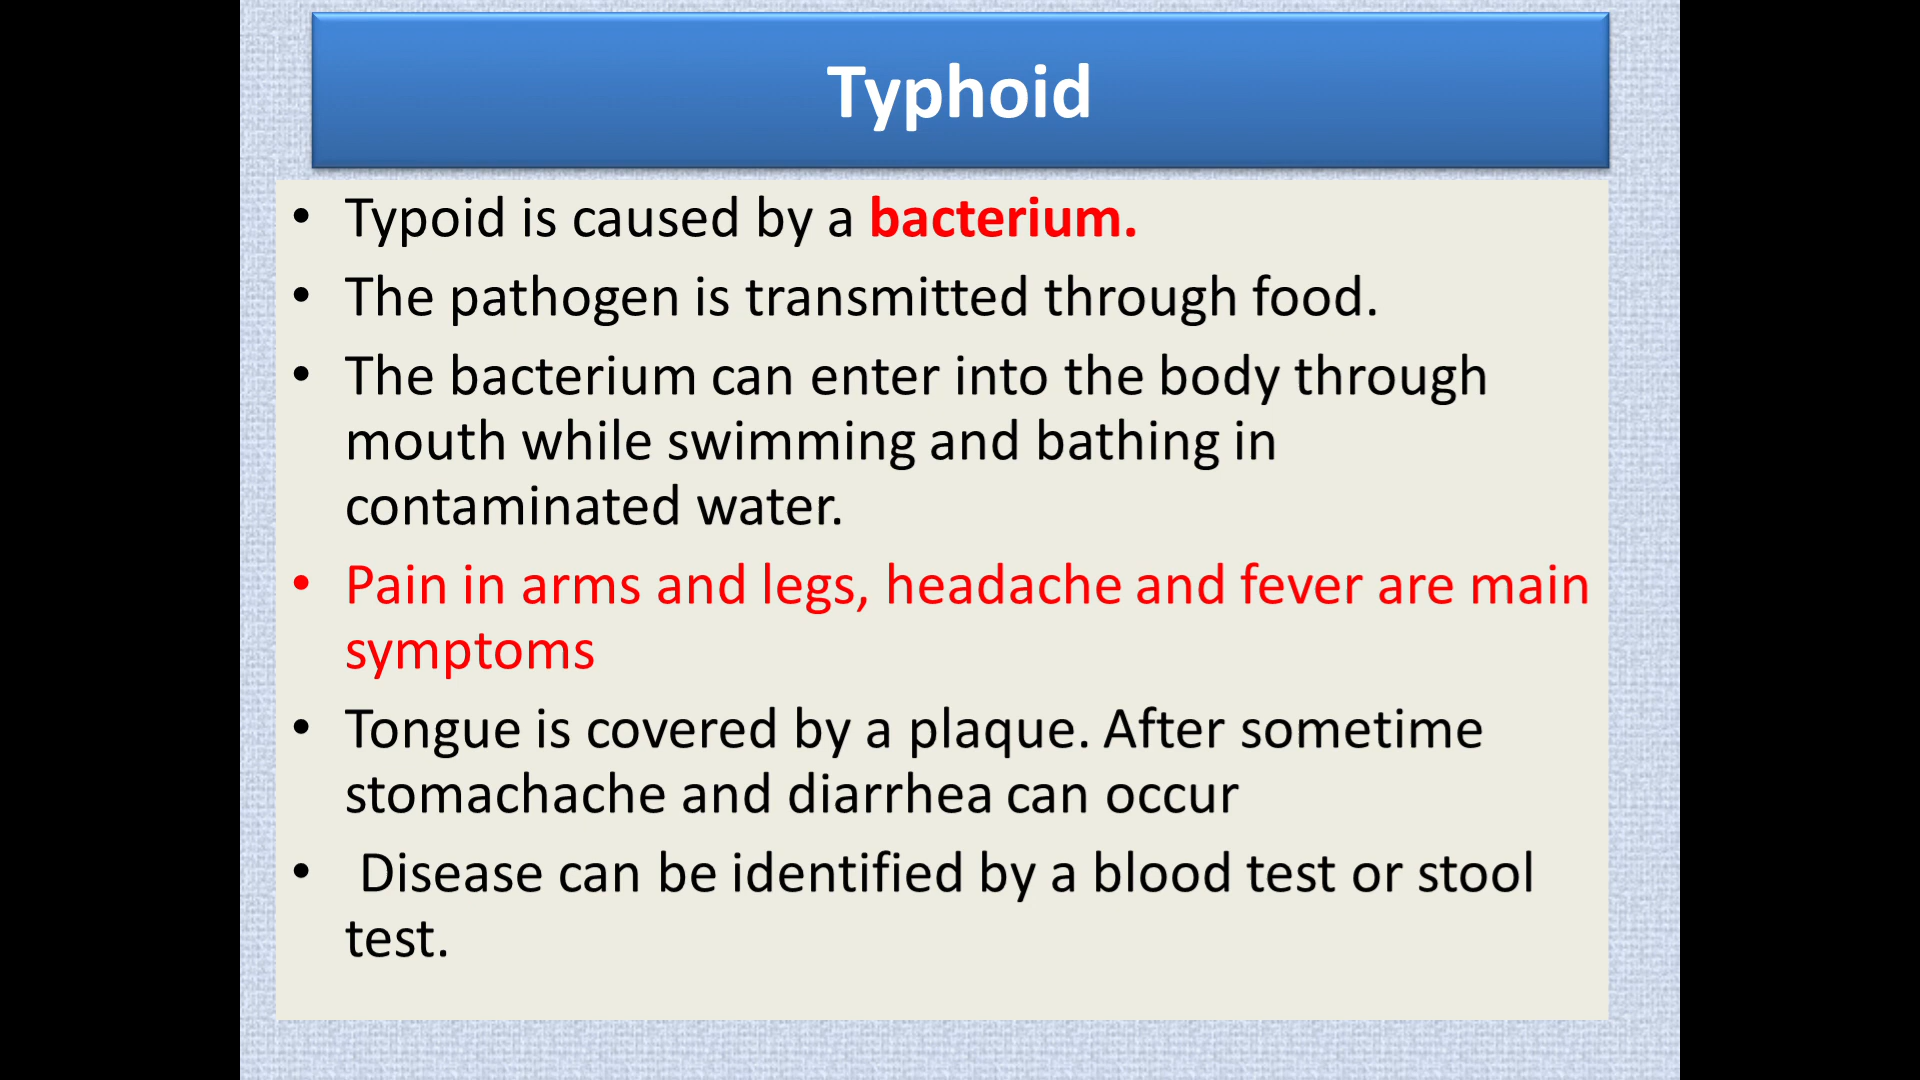 Typhoid
• Typoid is caused by a bacterium.
• The pathogen is transmitted through food.
• The bacterium can enter into the body through
mouth while swimming and bathing in
contaminated water.
• Pain in arms and legs, headache and fever are main
symptoms
• Tongue is covered by a plaque. After sometime
stomachache and diarrhea can occur
• Disease can be identified by a blood test or stool
test.